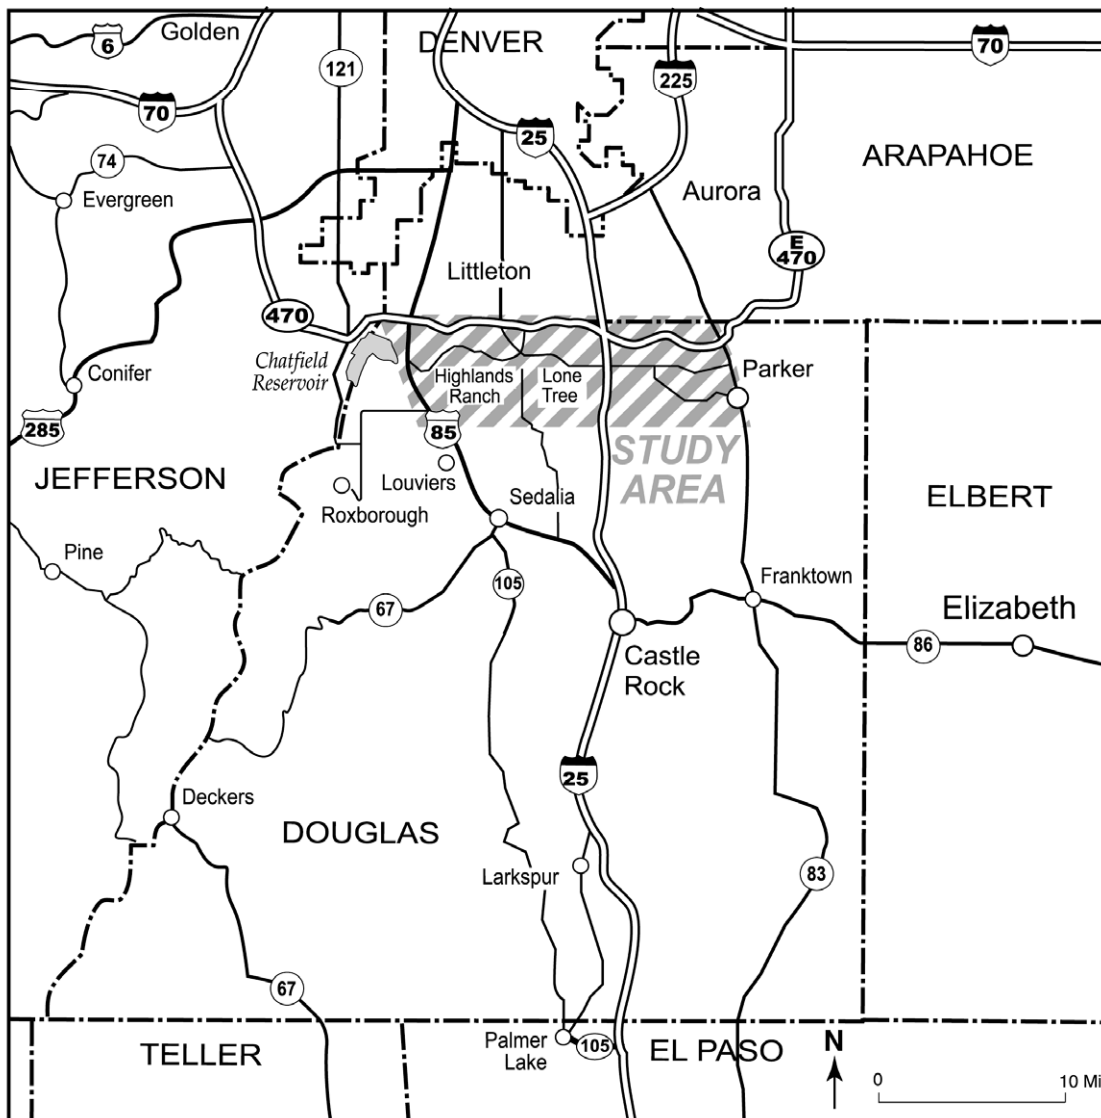 Golden
6
DENVER
121
70
225
70
25
74
ARAPAHOE
Evergreen
Aurora
E
470
Littleton
470
Chatfield
Reservoir
Conifer
Highlands
Ranch
Lone
Tree
Parker
285
85
STUDY
AREA
JEFFERSON
Louviers
Roxborough
Sedalia
ELBERT
Pine
105
67
Franktown
Elizabeth
86
Castle
Rock
25
Deckers
DOUGLAS
Larkspur
83
67
TELLER
Palmer
Lake
105
EL PASO
N
0
10 Mi